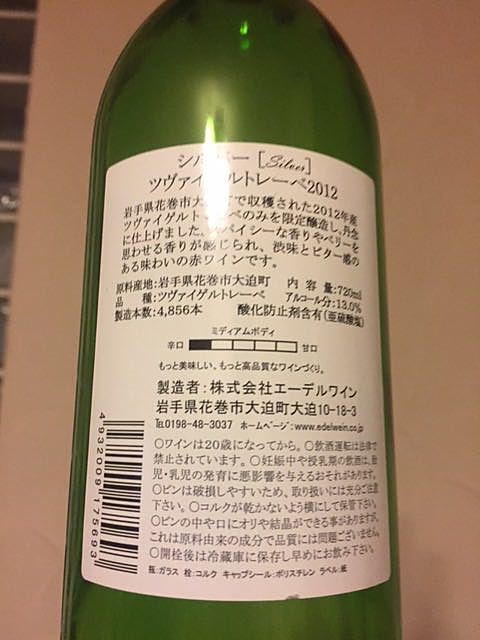 シルバー [Silver]
ツヴァイゲルトレーベ2012
岩手県花巻市大 で収穫された2012年産
ツヴァイゲルト ーベのみを限定醸造し、丹念
に仕上げました。 パイシーな香りやベリーを
思わせる香りが感じられ、渋味とビター感の
ある味わいの赤ワインです。
原料産地:岩手県花巻市大迫町 内容量:720ml
品種:ツヴァイゲルトレーベ アルコール分:13.0%
製造本数:4,856本 酸化防止剤含有(亜硫酸塩)
ミディアムボディ
辛口 甘口
もっと美味しい。もっと高品質なワインづくり。
製造者:株式会社エーデルワイン
岩手県花巻市大迫町大迫10-18-3
℡0198-48-3037 ホームページ:www.edelwein.co.jp
○ワインは20歳になってから。○飲酒運転は法律で
禁止されています。○妊娠中や授乳期の飲酒は、胎
児・乳児の発育に悪影響を与えるおそれがあります。
○ビンは破損しやすいため、取り扱いには充分ご注意
下さい。○コルクが乾かないよう横にして保管下さい。
○ビンの中や口にオリや結晶ができる事がありますが、
これは原料由来の成分で品質には問題ございません。
○開栓後は冷蔵庫に保存し早めにお飲み下さい。
瓶:ガラス 栓:コルク キャップシール:ポリスチレン ラベル:紙
4932009175693